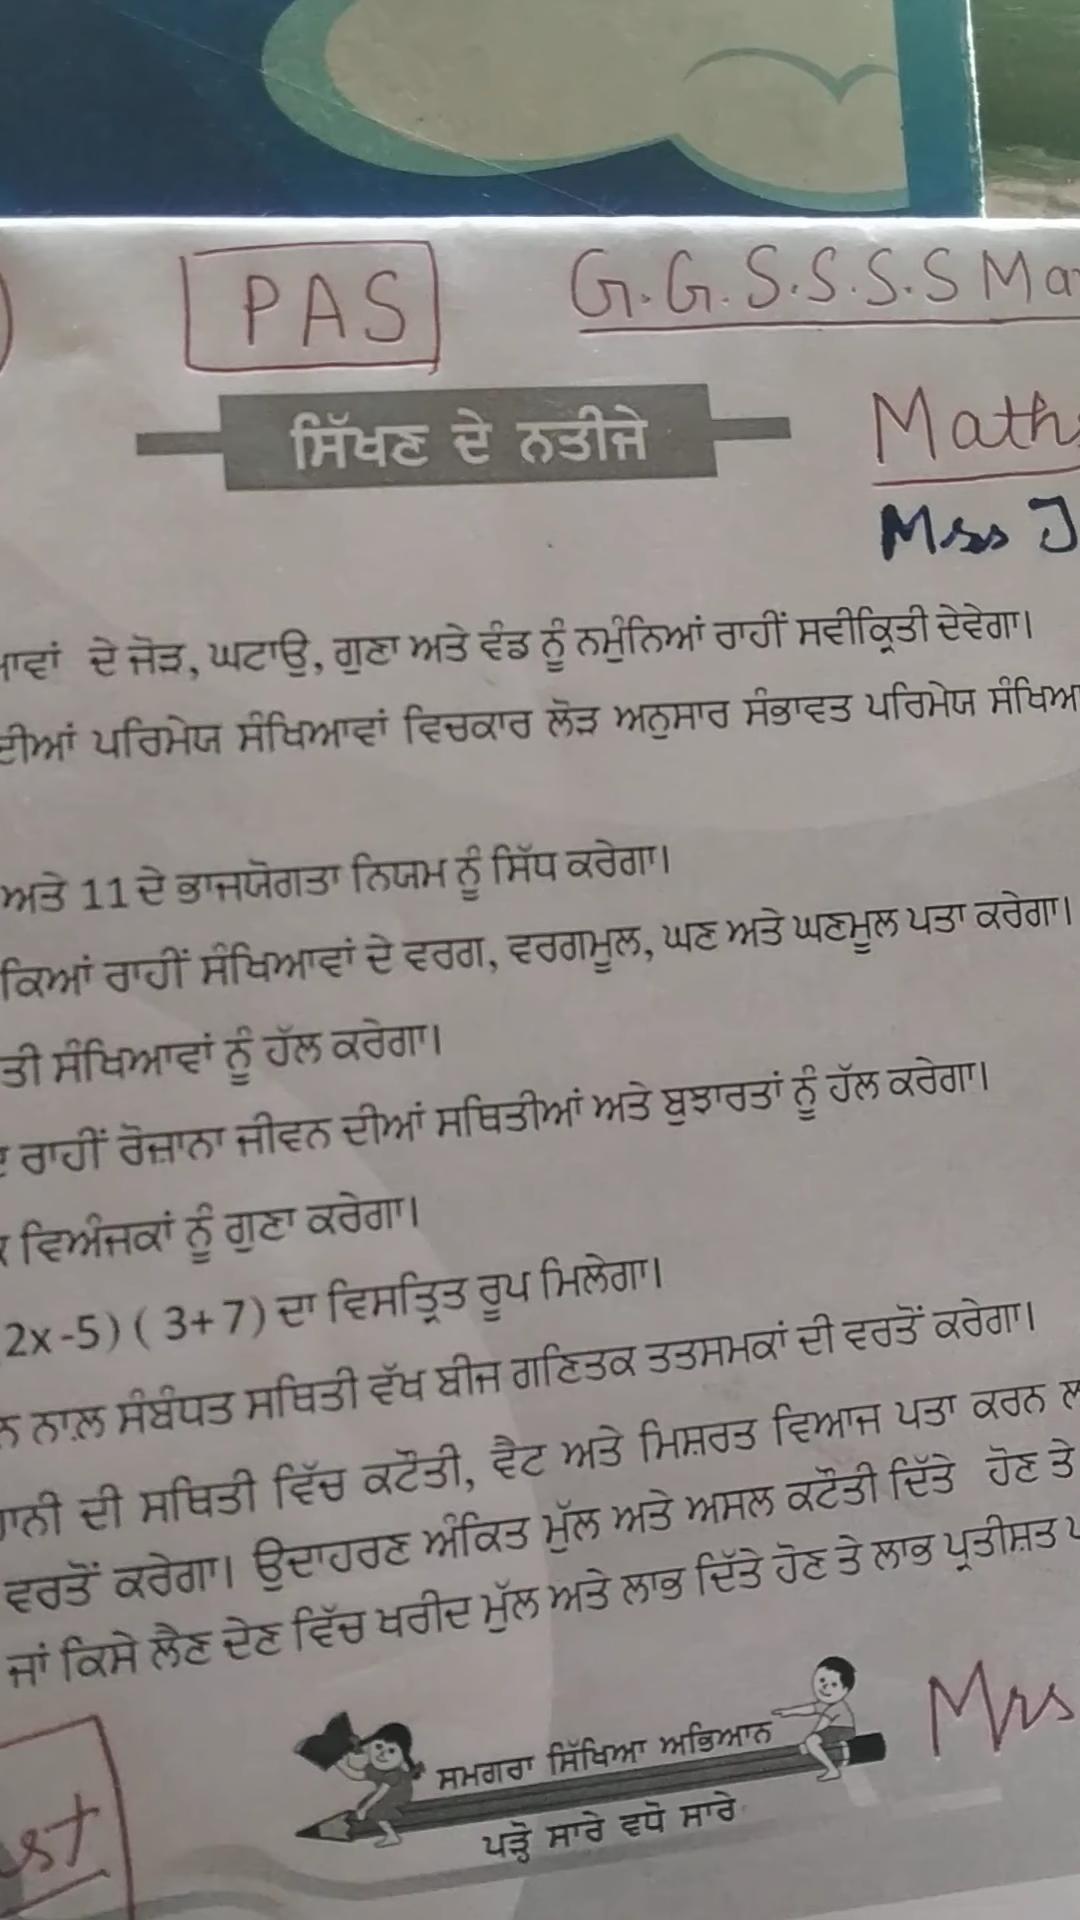 PAS
G.G.S.S.S.S
ਸਿੱਖਣ ਦੇ ਨਤੀਜੇ
Maths
ਦੇ ਜੋੜ, ਘਟਾਉ, ਗੁਣਾ ਅਤੇ ਵੰਡ ਨੂੰ ਨਮੁੰਨਿਆਂ ਰਾਹੀਂ ਸਵੀਕ੍ਰਿਤੀ ਦੇਵੇਗਾ।
ਦੀਆਂ ਪਰਿਮੇਯ ਸੰਖਿਆਵਾਂ ਵਿਚਕਾਰ ਲੋੜ ਅਨੁਸਾਰ ਸੰਭਾਵਤ ਪਰਿਮੇਯ
ਅਤੇ 11 ਦੇ ਭਾਜਯੋਗਤਾ ਨਿਯਮ ਨੂੰ ਸਿੱਧ ਕਰੇਗਾ।
ਰਾਹੀਂ ਸੰਖਿਆਵਾਂ ਦੇ ਵਰਗ, ਵਰਗਮੂਲ, ਘਣ ਅਤੇ ਘਣਮੂਲ ਪਤਾ ਕਰੇਗਾ।
ਸੰਖਿਆਵਾਂ ਨੂੰ ਹੱਲ ਕਰੇਗਾ।
ਰਾਹੀਂ ਰੋਜ਼ਾਨਾ ਜੀਵਨ ਦੀਆਂ ਸਥਿਤੀਆਂ ਅਤੇ ਬੁਝਾਰਤਾਂ ਨੂੰ ਹੱਲ ਕਰੇਗਾ।
ਵਿਅੰਜਕਾਂ ਨੂੰ ਗੁਣਾ ਕਰੇਗਾ।
2x-5) ( 3+7) ਦਾ ਵਿਸਤ੍ਰਿਤ ਰੂਪ ਮਿਲੇਗਾ।
ਨਾਲ਼ ਸੰਬੰਧਤ ਸਥਿਤੀ ਵੱਖ ਬੀਜ ਗਣਿਤਕ ਤਤਸਮਕਾਂ ਦੀ ਵਰਤੋਂ ਕਰੇਗਾ।
ਦੀ ਸਥਿਤੀ ਵਿੱਚ ਕਟੌਤੀ, ਵੈਟ ਅਤੇ ਮਿਸ਼ਰਤ ਵਿਆਜ ਪਤਾ ਕਰਨ
ਵਰਤੋਂ ਕਰੇਗਾ। ਉਦਾਹਰਣ ਅੰਕਿਤ ਮੁੱਲ ਅਤੇ ਅਸਲ ਕਟੌਤੀ ਦਿੱਤੇ ਹੋਣ ਤੇ
ਜਾਂ ਕਿਸੇ ਲੈਣ ਦੇਣ ਵਿੱਚ ਖਰੀਦ ਮੁੱਲ ਅਤੇ ਲਾਭ ਦਿੱਤੇ ਹੋਣ ਤੇ ਲਾਭ ਪ੍ਰਤੀਸ਼ਤ
Mrs
ਸਮਗਰਾ ਸਿੱਖਿਆ ਅਭਿਆਨ
ਪੜ੍ਹੋ ਸਾਰੇ ਵਧੋ ਸਾਰੇ